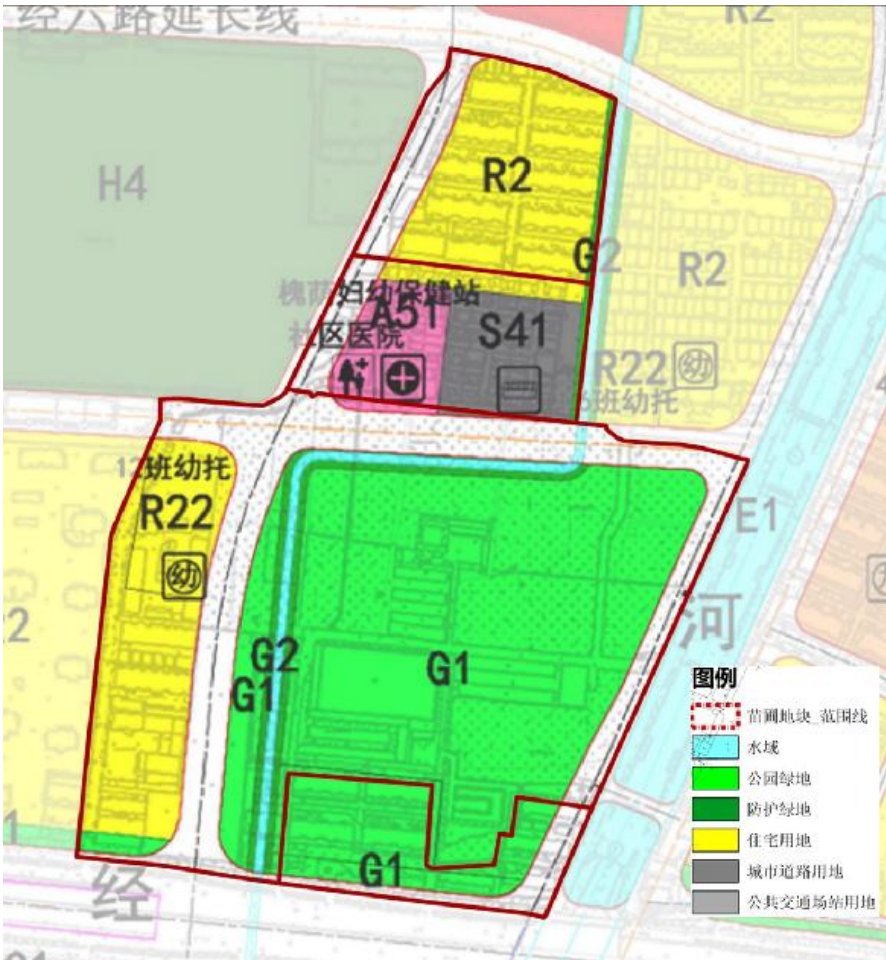 经六路延长线
R2
H4
R2
G2
R2
槐荫妇幼保健站
A51
社区医院
S41
R22
幼
6班幼托
12班幼托
R22
幼
E1
河
2
G2
G1
G1
G1
经
图例
苗圃地块_范围线
水域
公园绿地
防护绿地
住宅用地
城市道路用地
公共交通场站用地